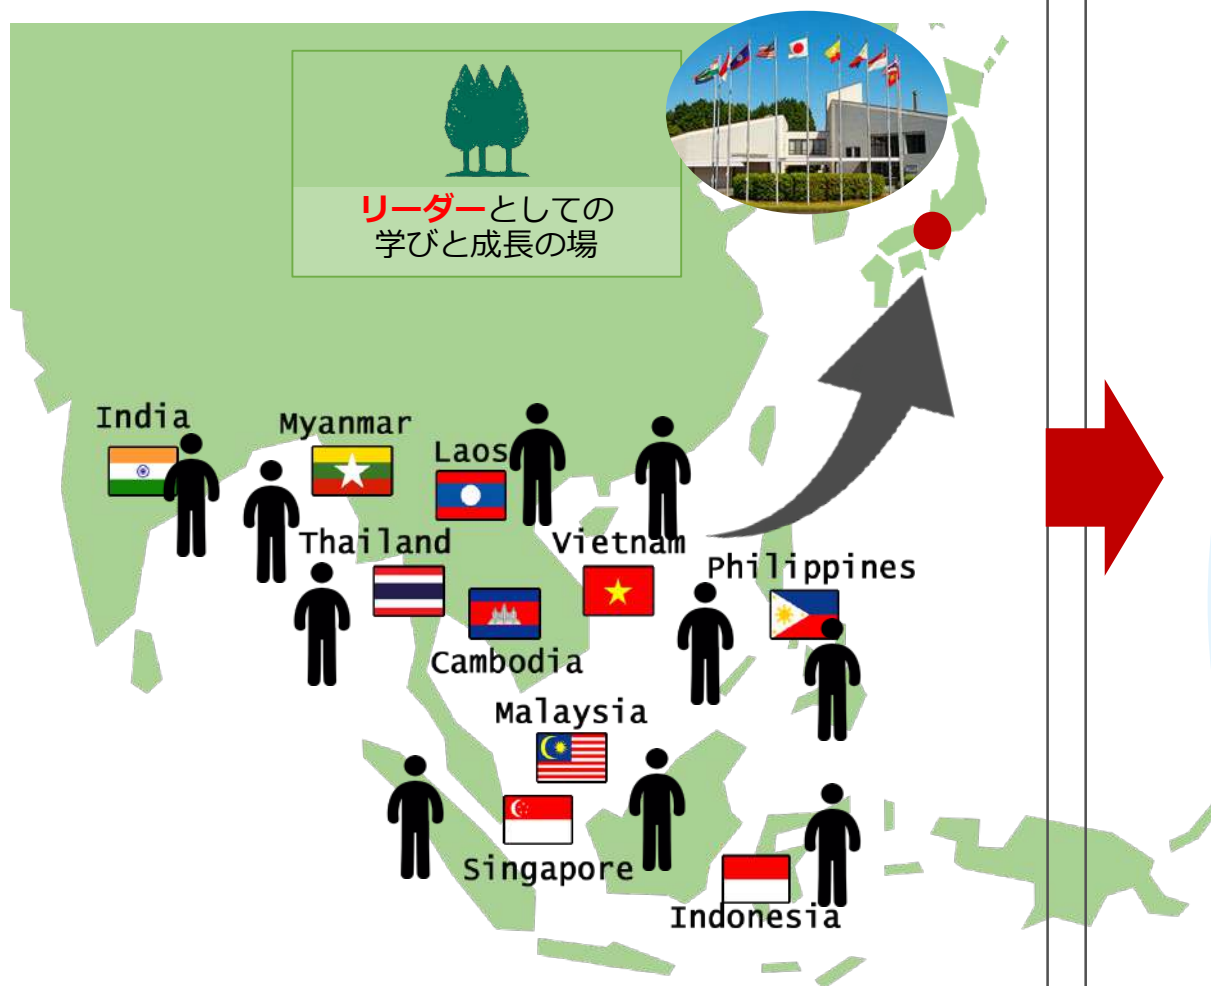 リーダーとしての
学びと成長の場
India
Myanmar
Laos
Thailand
Vietnam
Philippines
Cambodia
Malaysia
Singapore
Indonesia